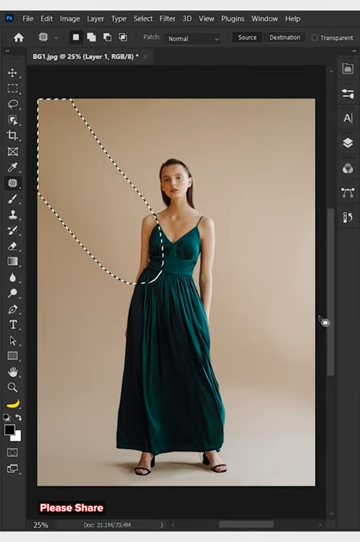 Ps File Edit Image Layer Type Select Filter 3D View Plugins Window Help
Patch: Normal Source Destination Transparent
BG1.jpg @ 25% (Layer 1, RGB/8) * ×
A|
T
Please Share
25% Doc: 21.1M/73.4M